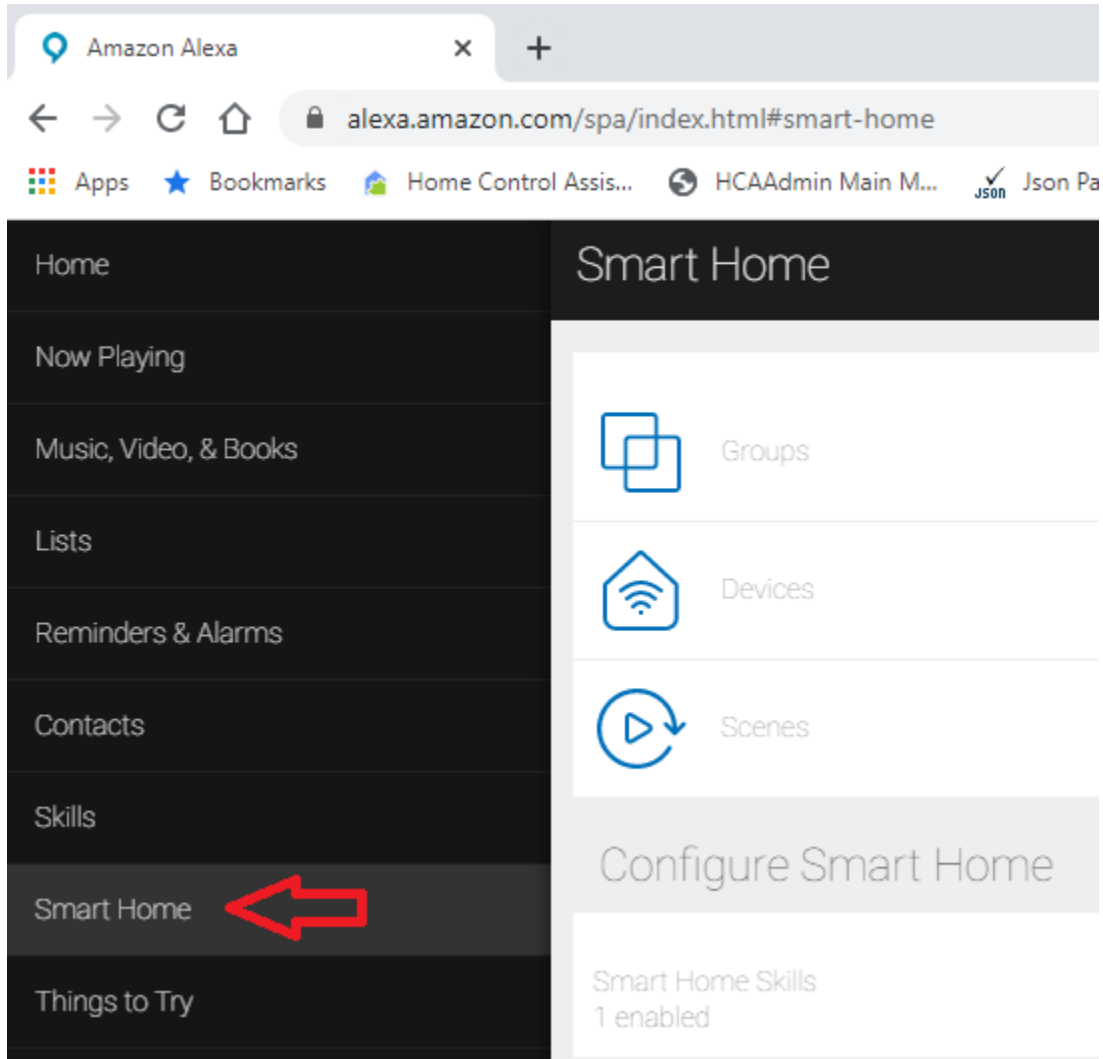 Amazon Alexa
alexa.amazon.com/spa/index.html#smart-home
Apps Bookmarks Home Control Assis... HCAAdmin Main M... JSON Json Pa
Home
Now Playing
Music, Video, & Books
Lists
Reminders & Alarms
Contacts
Skills
Smart Home
Things to Try
Smart Home
Groups
Devices
Scenes
Configure Smart Home
Smart Home Skills
1 enabled